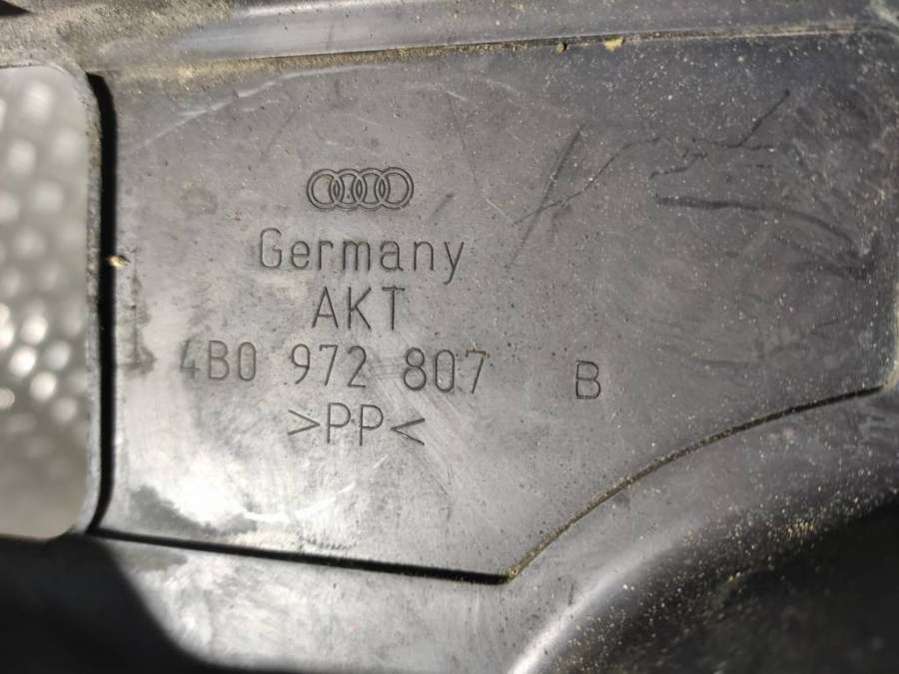 Germany
AKT
4B0 972 807 B
>PP<